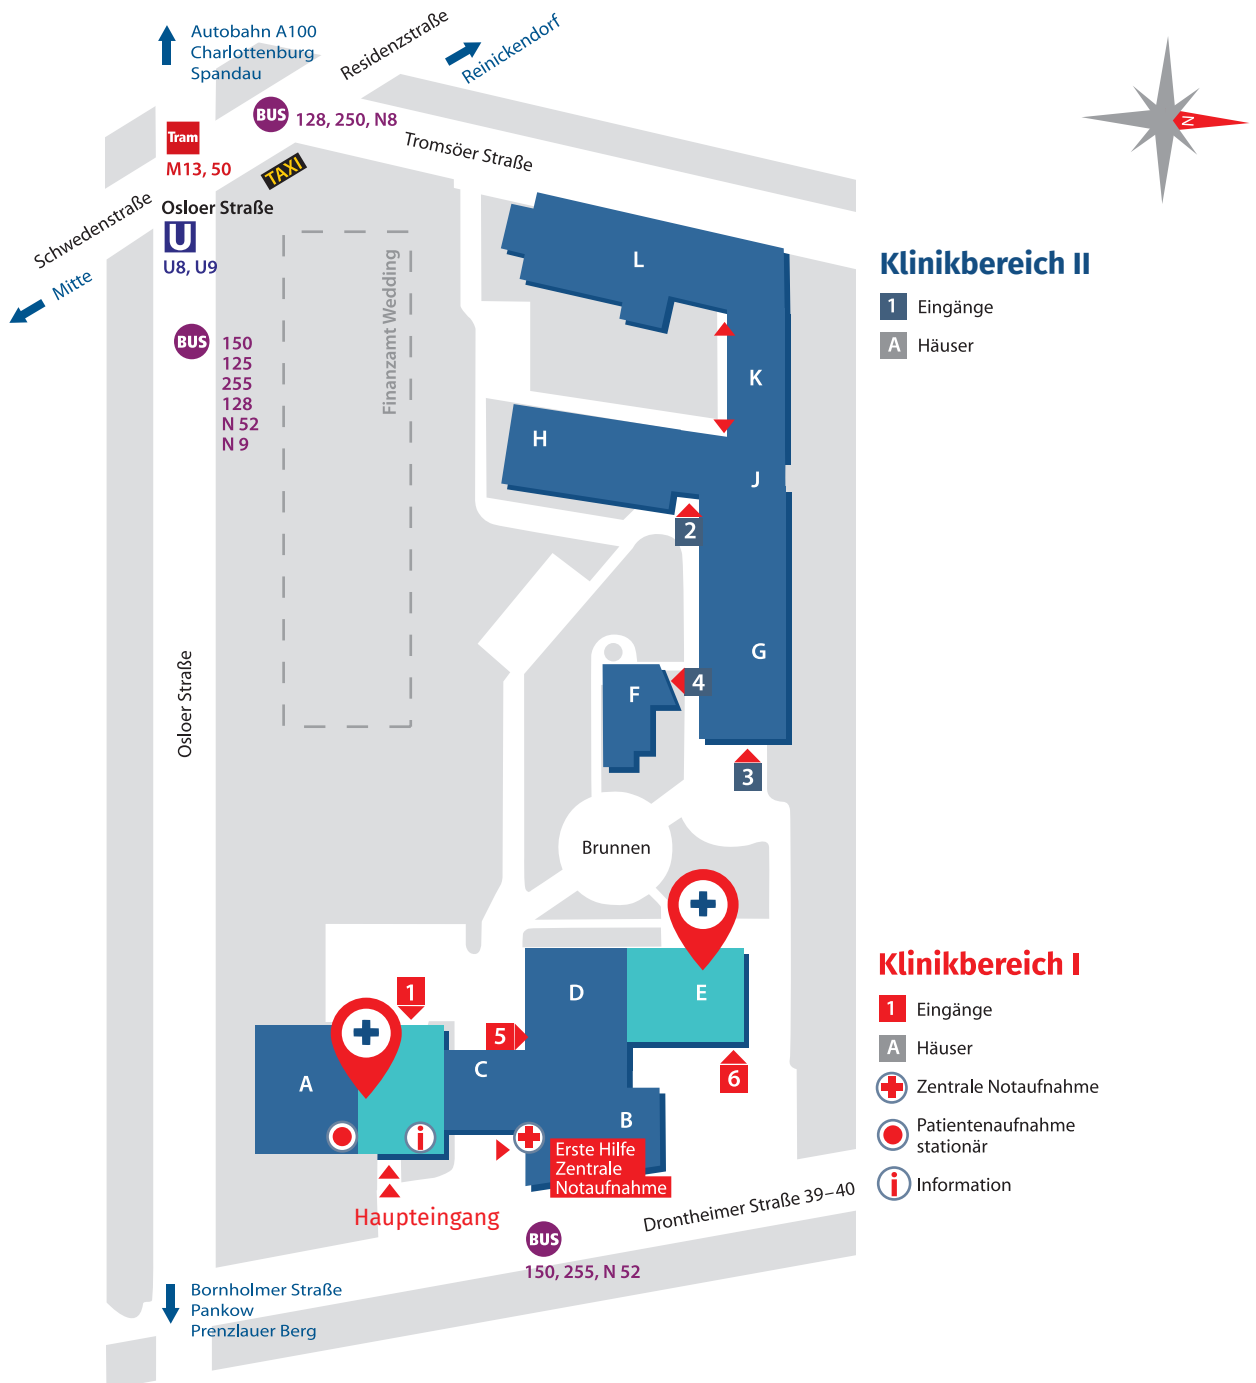 Autobahn A100
Charlottenburg
Spandau
Residenzstraße
Reinickendorf
BUS
128, 250, N8
Tram
M13, 50
TAXI
Tromsöer Straße
N
Schwedenstraße
Osloer Straße
U
U8, U9
Mitte
BUS
150
125
255
128
N 52
N 9
Finanzamt Wedding
L
K
H
J
2
G
F
4
3
Osloer Straße
Brunnen
Klinikbereich II
1 Eingänge
A Häuser
D
E
1
5
A
C
6
B
i
Erste Hilfe
Zentrale
Notaufnahme
Haupteingang
Drontheimer Straße 39–40
BUS
150, 255, N 52
Klinikbereich I
1 Eingänge
A Häuser
Zentrale Notaufnahme
Patientenaufnahme
stationär
i Information
Bornholmer Straße
Pankow
Prenzlauer Berg